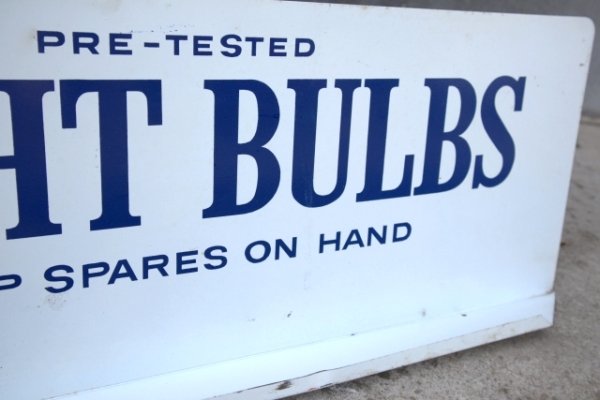 PRE-TESTED
HT BULBS
P SPARES ON HAND